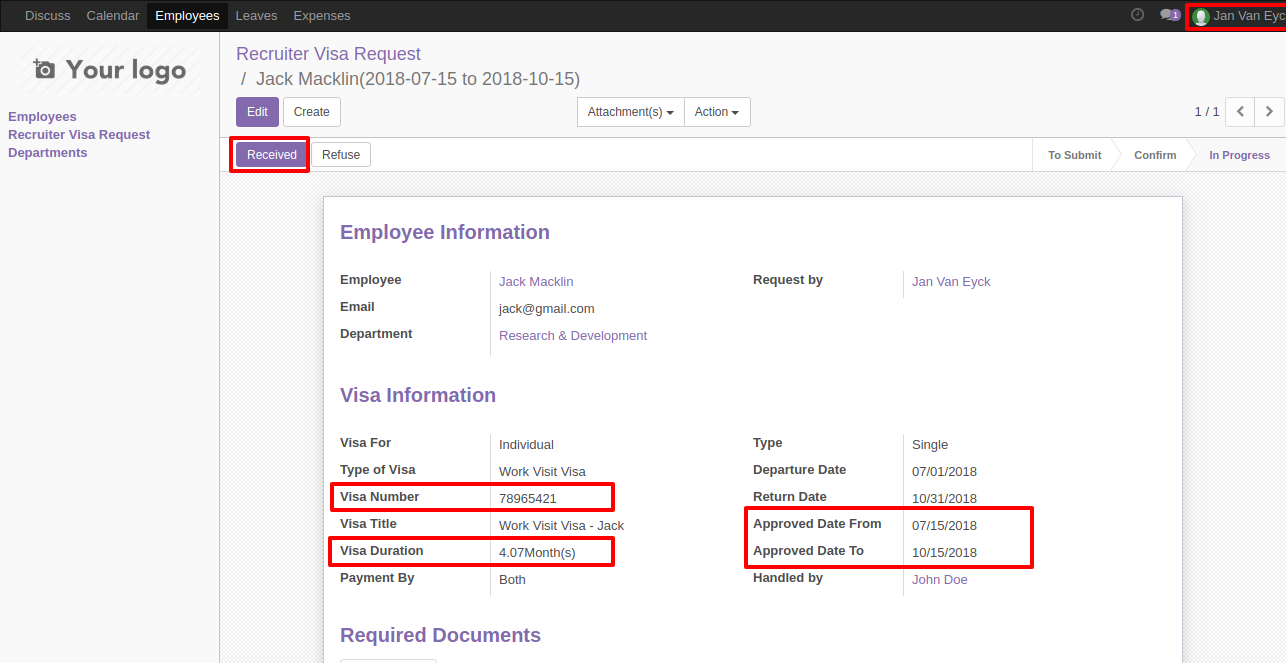 Discuss Calendar Employees Leaves Expenses 1 Jan Van Eyc
Your logo
Employees
Recruiter Visa Request
Departments
Recruiter Visa Request
/ Jack Macklin(2018-07-15 to 2018-10-15)
Edit Create Attachment(s) Action 1 / 1
Received Refuse To Submit Confirm In Progress
Employee Information
Employee Jack Macklin Request by Jan Van Eyck
Email jack@gmail.com
Department Research & Development
Visa Information
Visa For Individual Type Single
Type of Visa Work Visit Visa Departure Date 07/01/2018
Visa Number 78965421 Return Date 10/31/2018
Visa Title Work Visit Visa - Jack Approved Date From 07/15/2018
Visa Duration 4.07Month(s) Approved Date To 10/15/2018
Payment By Both Handled by John Doe
Required Documents